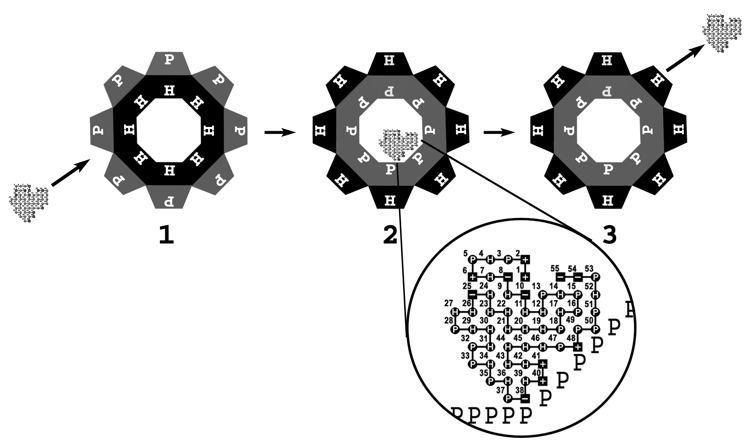 P P P P P P P P
H H H H H H H H
H H H H H H H H
P P P P P P P P
H H H H H H H H
P P P P P P P P
1 2 3
5 4 3 2
P H P +
6 7 8 1 55 54 53
+ H - + - - P
25 24 9 10 13 14 15 52
- H H - P H P H
27 26 23 22 11 12 17 16 51
H H H H H H H P P
28 29 30 21 20 19 18 49 50
P H H H H H P P P
32 31 44 45 46 47 48
P H H H H P +
33 34 43 42 41
P H H H +
35 36 39 40
P H H +
37 38
P -
P P P P P P P P P P